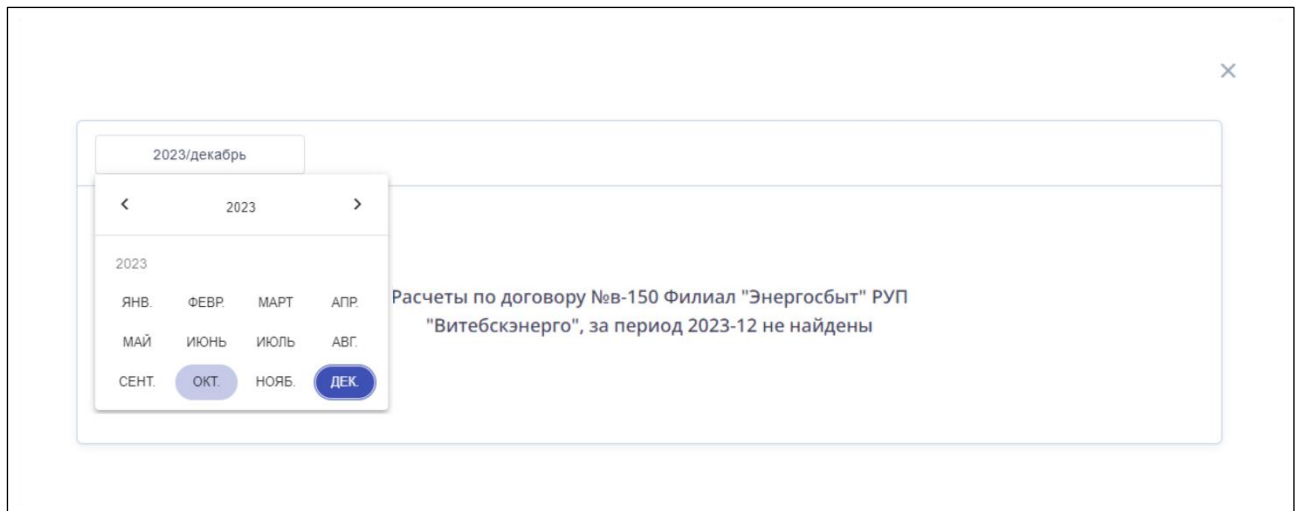 2023/декабрь
2023
2023
ЯНВ. ФЕВР. МАРТ АПР.
МАЙ ИЮНЬ ИЮЛЬ АВГ.
СЕНТ. ОКТ. НОЯБ. ДЕК.
Расчеты по договору №в-150 Филиал "Энергосбыт" РУП
"Витебскэнерго", за период 2023-12 не найдены